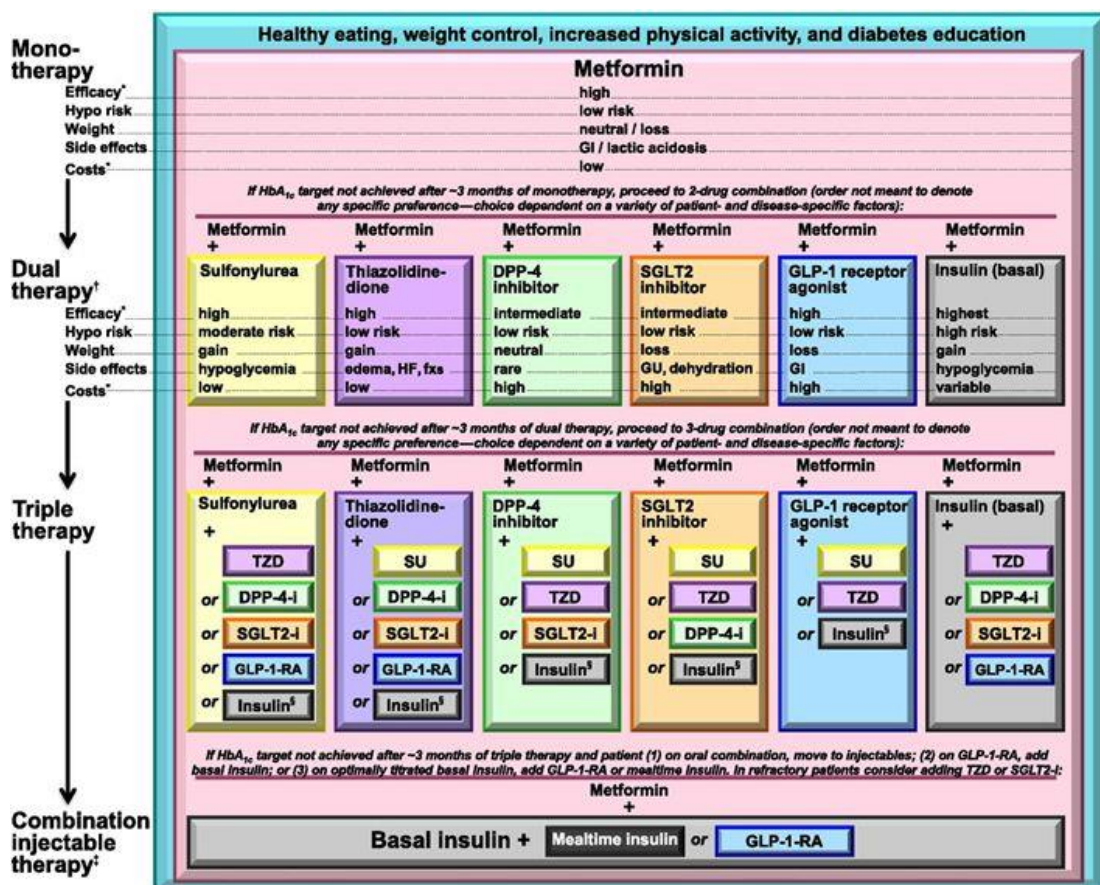 Healthy eating, weight control, increased physical activity, and diabetes education
Mono-
therapy
Metformin
Efficacy* high
Hypo risk low risk
Weight neutral / loss
Side effects GI / lactic acidosis
Costs* low
If HbA1c target not achieved after ~3 months of monotherapy, proceed to 2-drug combination (order not meant to denote
any specific preference—choice dependent on a variety of patient- and disease-specific factors):
Metformin Metformin Metformin Metformin Metformin Metformin
+ + + + + +
Dual
therapy†
Sulfonylurea
Thiazolidine-
dione
DPP-4
inhibitor
SGLT2
inhibitor
GLP-1 receptor
agonist
Insulin (basal)
Efficacy* high high intermediate intermediate high highest
Hypo risk moderate risk low risk low risk low risk low risk high risk
Weight gain gain neutral loss loss gain
Side effects hypoglycemia edema, HF, fxs rare GU, dehydration GI hypoglycemia
Costs* low low high high high variable
If HbA1c target not achieved after ~3 months of dual therapy, proceed to 3-drug combination (order not meant to denote
any specific preference—choice dependent on a variety of patient- and disease-specific factors):
Metformin Metformin Metformin Metformin Metformin Metformin
+ + + + + +
Triple
therapy
Sulfonylurea
+
TZD
or DPP-4-i
or SGLT2-i
or GLP-1-RA
or Insulin§
Thiazolidine-
dione
+
SU
or DPP-4-i
or SGLT2-i
or GLP-1-RA
or Insulin§
DPP-4
inhibitor
+
SU
or TZD
or SGLT2-i
or Insulin§
SGLT2
inhibitor
+
SU
or TZD
or DPP-4-i
or Insulin§
GLP-1 receptor
agonist
+
SU
or TZD
or Insulin§
Insulin (basal)
+
TZD
or DPP-4-i
or SGLT2-i
or GLP-1-RA
If HbA1c target not achieved after ~3 months of triple therapy and patient (1) on oral combination, move to injectables; (2) on GLP-1-RA, add
basal insulin; or (3) on optimally titrated basal insulin, add GLP-1-RA or mealtime insulin. In refractory patients consider adding TZD or SGLT2-i:
Metformin
+
Combination
injectable
therapy‡
Basal insulin + Mealtime insulin or GLP-1-RA